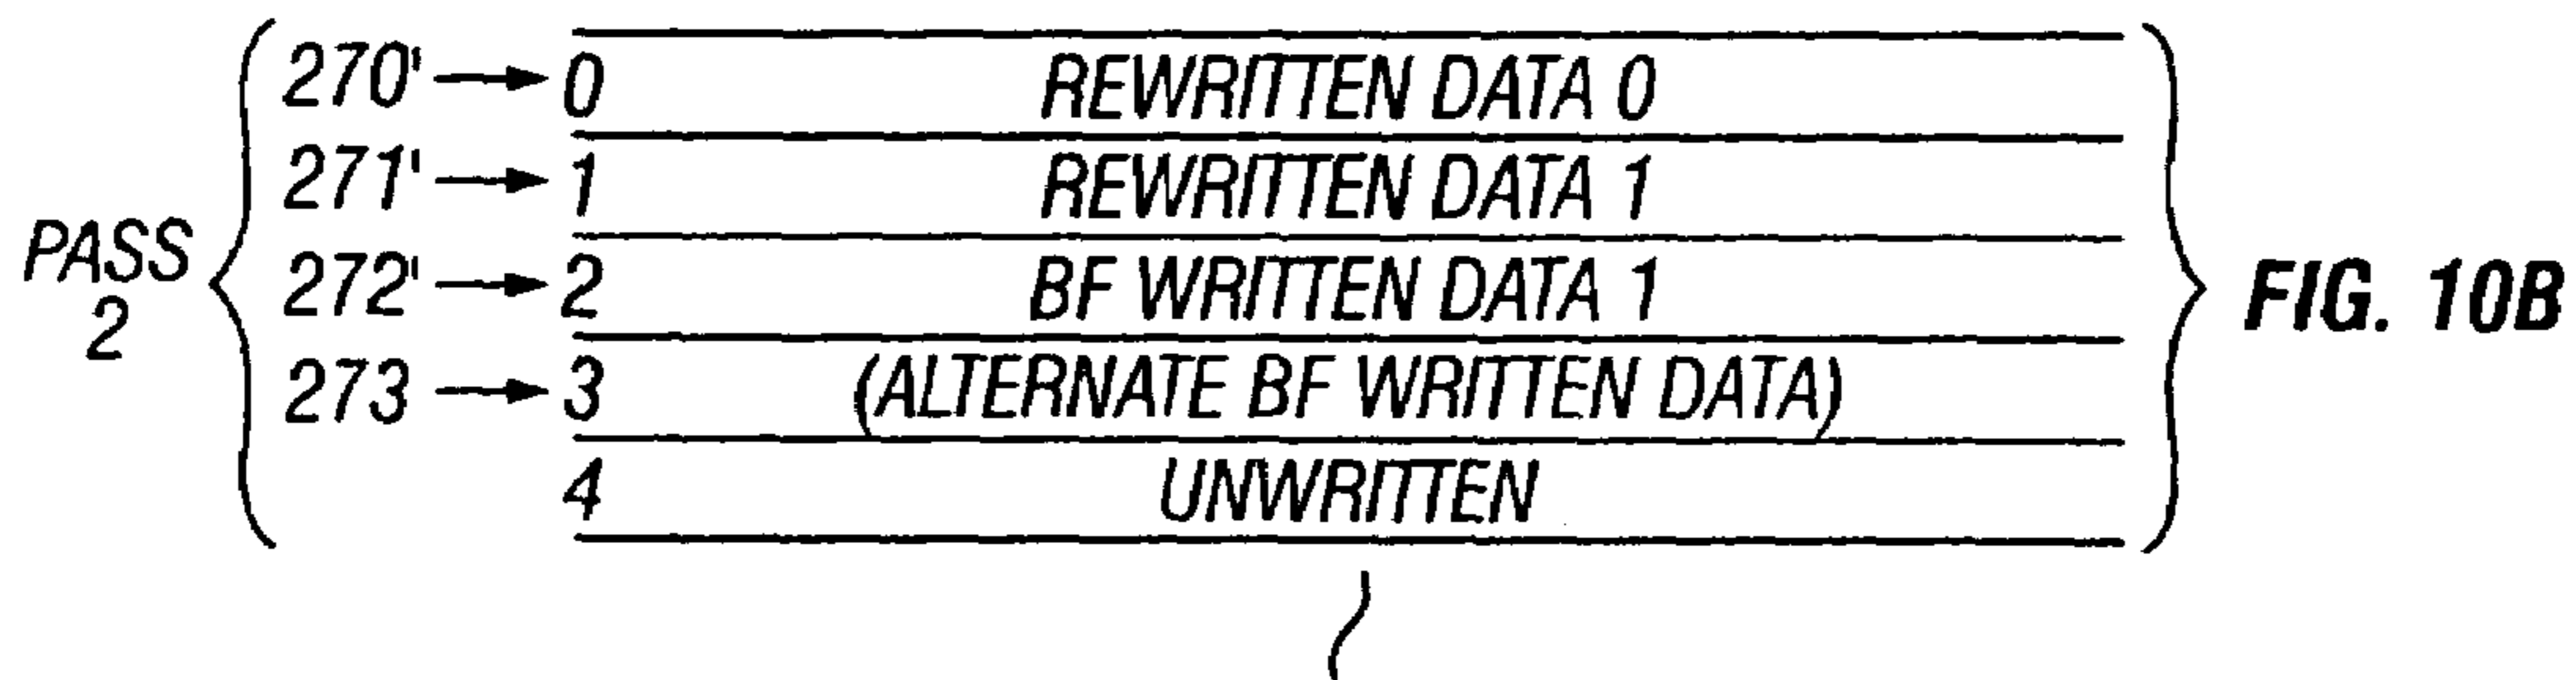 270' 0 REWRITTEN DATA 0
271' 1 REWRITTEN DATA 1
PASS
2
272' 2 BF WRITTEN DATA 1
FIG. 10B
273 3 (ALTERNATE BF WRITTEN DATA)
4 UNWRITTEN